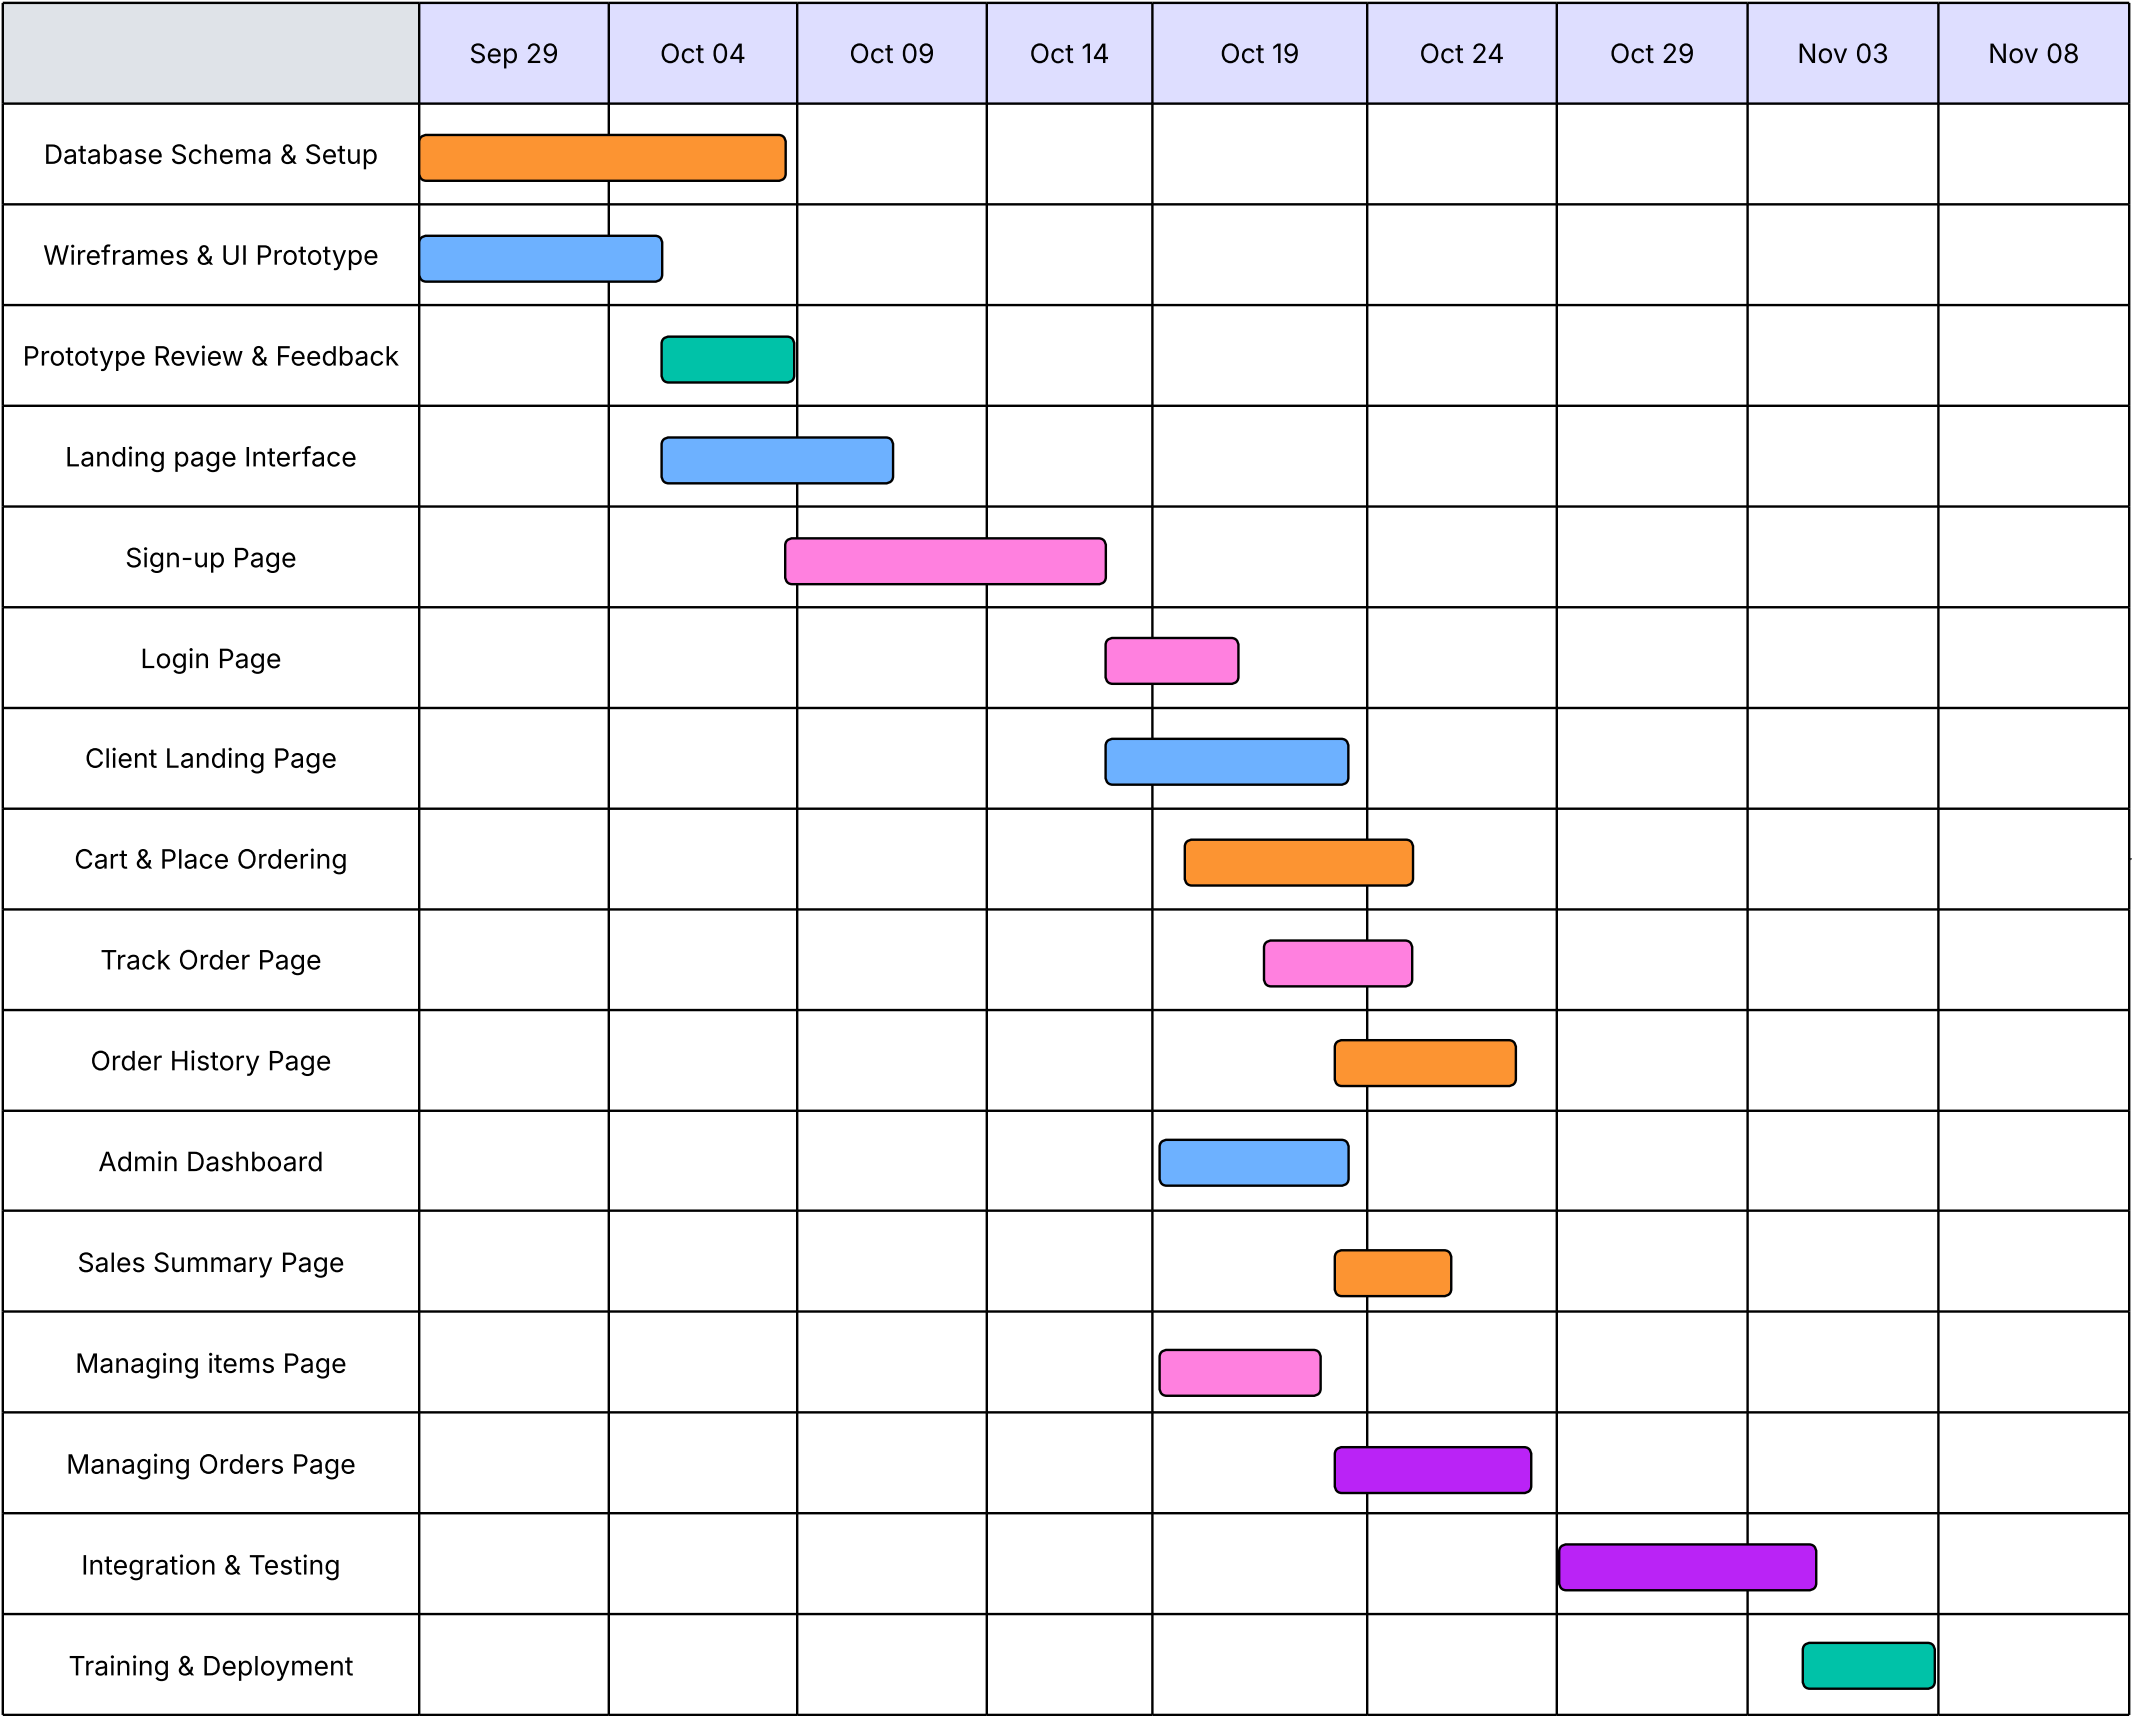 Sep 29
Oct 04
Oct 09
Oct 14
Oct 19
Oct 24
Oct 29
Nov 03
Nov 08
Database Schema & Setup
Wireframes & UI Prototype
Prototype Review & Feedback
Landing page Interface
Sign-up Page
Login Page
Client Landing Page
Cart & Place Ordering
Track Order Page
Order History Page
Admin Dashboard
Sales Summary Page
Managing items Page
Managing Orders Page
Integration & Testing
Training & Deployment